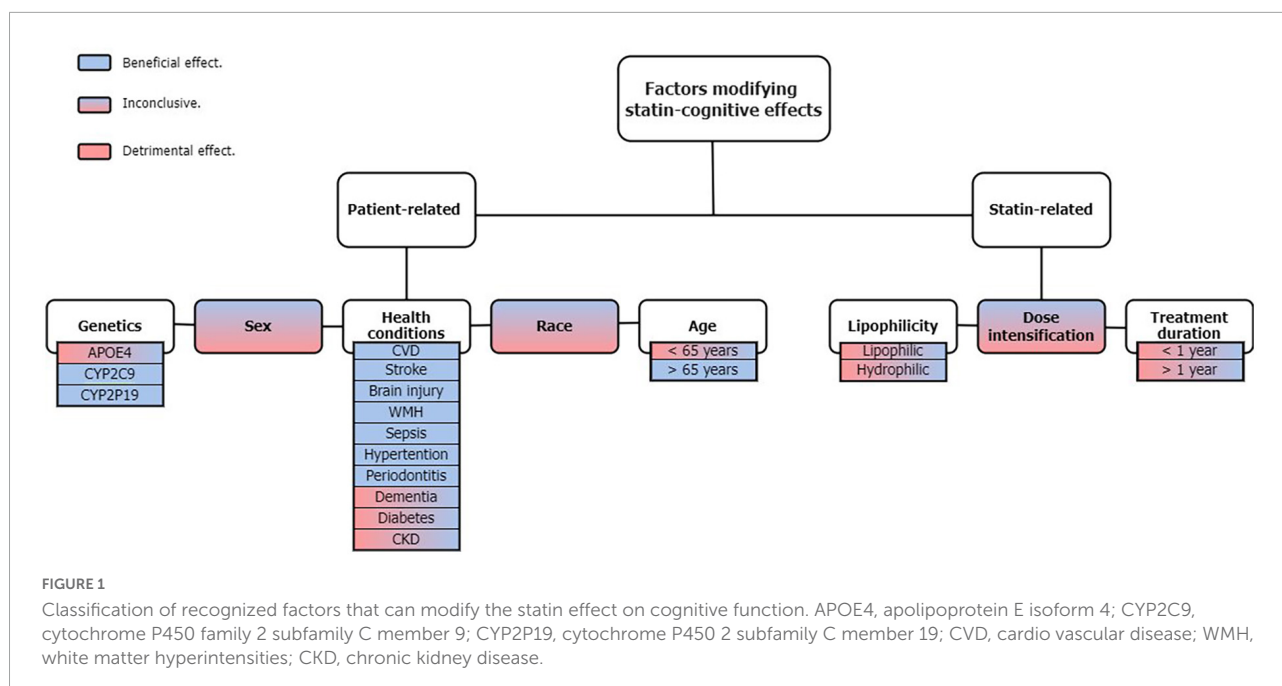 Beneficial effect.
Inconclusive.
Detrimental effect.
Factors modifying
statin-cognitive effects
Patient-related
Statin-related
Genetics
APOE4
CYP2C9
CYP2P19
Sex
Health
conditions
CVD
Stroke
Brain injury
WMH
Sepsis
Hypertention
Periodontitis
Dementia
Diabetes
CKD
Race
Age
< 65 years
> 65 years
Lipophilicity
Lipophilic
Hydrophilic
Dose
intensification
Treatment
duration
< 1 year
> 1 year
FIGURE 1
Classification of recognized factors that can modify the statin effect on cognitive function. APOE4, apolipoprotein E isoform 4; CYP2C9,
cytochrome P450 family 2 subfamily C member 9; CYP2P19, cytochrome P450 2 subfamily C member 19; CVD, cardio vascular disease; WMH,
white matter hyperintensities; CKD, chronic kidney disease.